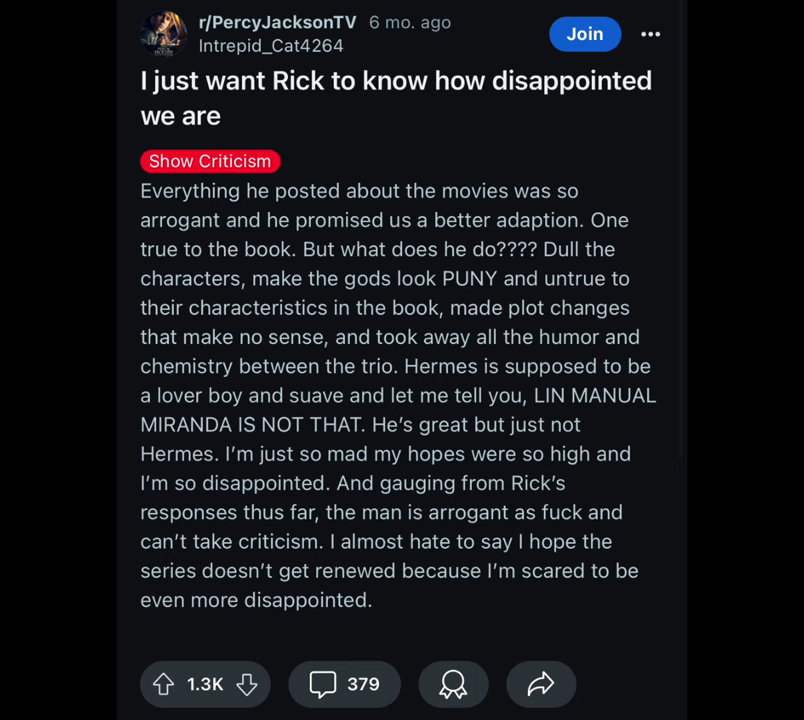 r/PercyJacksonTV 6 mo. ago
Intrepid_Cat4264
Join
I just want Rick to know how disappointed
we are
Show Criticism
Everything he posted about the movies was so
arrogant and he promised us a better adaption. One
true to the book. But what does he do???? Dull the
characters, make the gods look PUNY and untrue to
their characteristics in the book, made plot changes
that make no sense, and took away all the humor and
chemistry between the trio. Hermes is supposed to be
a lover boy and suave and let me tell you, LIN MANUAL
MIRANDA IS NOT THAT. He’s great but just not
Hermes. I’m just so mad my hopes were so high and
I’m so disappointed. And gauging from Rick’s
responses thus far, the man is arrogant as fuck and
can’t take criticism. I almost hate to say I hope the
series doesn’t get renewed because I’m scared to be
even more disappointed.
1.3K
379